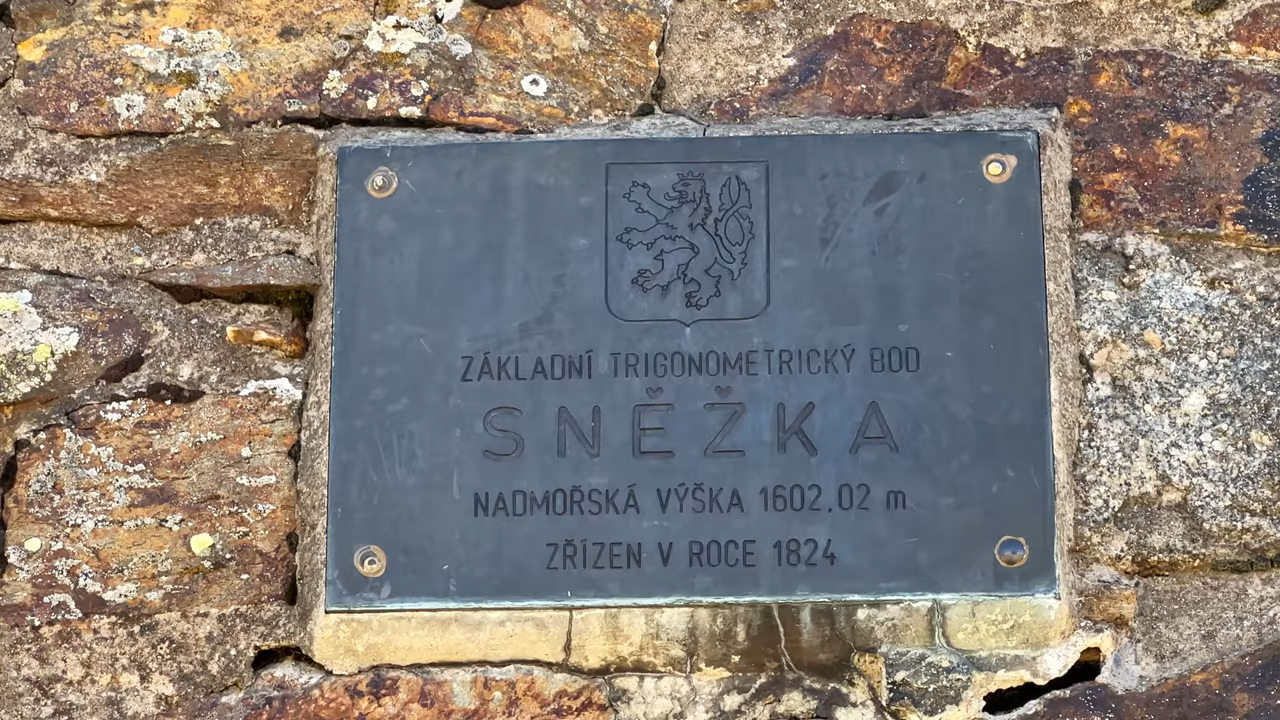 ZÁKLADNÍ TRIGONOMETRICKÝ BOD
SNĚŽKA
NADMOŘSKÁ VÝŠKA 1602.02 m
ZŘÍZEN V ROCE 1824